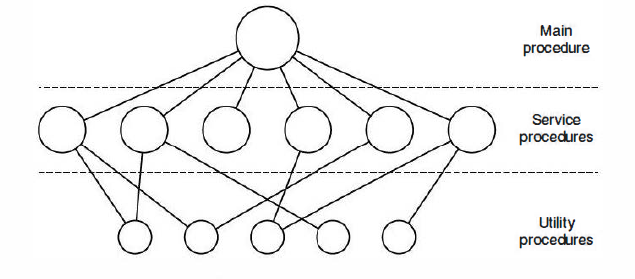 Main
procedure
Service
procedures
Utility
procedures